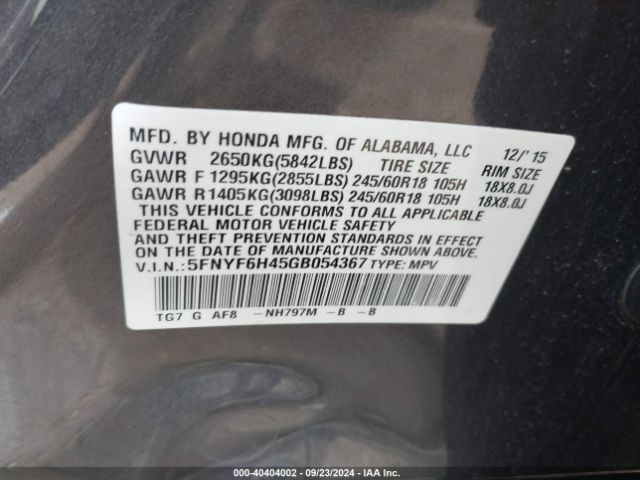 MFD. BY HONDA MFG. OF ALABAMA, LLC 12/'15
GVWR 2650KG(5842LBS) TIRE SIZE RIM SIZE
GAWR F 1295KG(2855LBS) 245/60R18 105H 18X8.0J
GAWR R1405KG(3098LBS) 245/60R18 105H 18X8.0J
THIS VEHICLE CONFORMS TO ALL APPLICABLE
FEDERAL MOTOR VEHICLE SAFETY
AND THEFT PREVENTION STANDARDS IN EFFECT
ON THE DATE OF MANUFACTURE SHOWN ABOVE.
V.I.N.: 5FNYF6H45GB054367 TYPE: MPV
TG7 G AF8 -NH797M -B -B
000-40404002 - 09/23/2024 - IAA Inc.